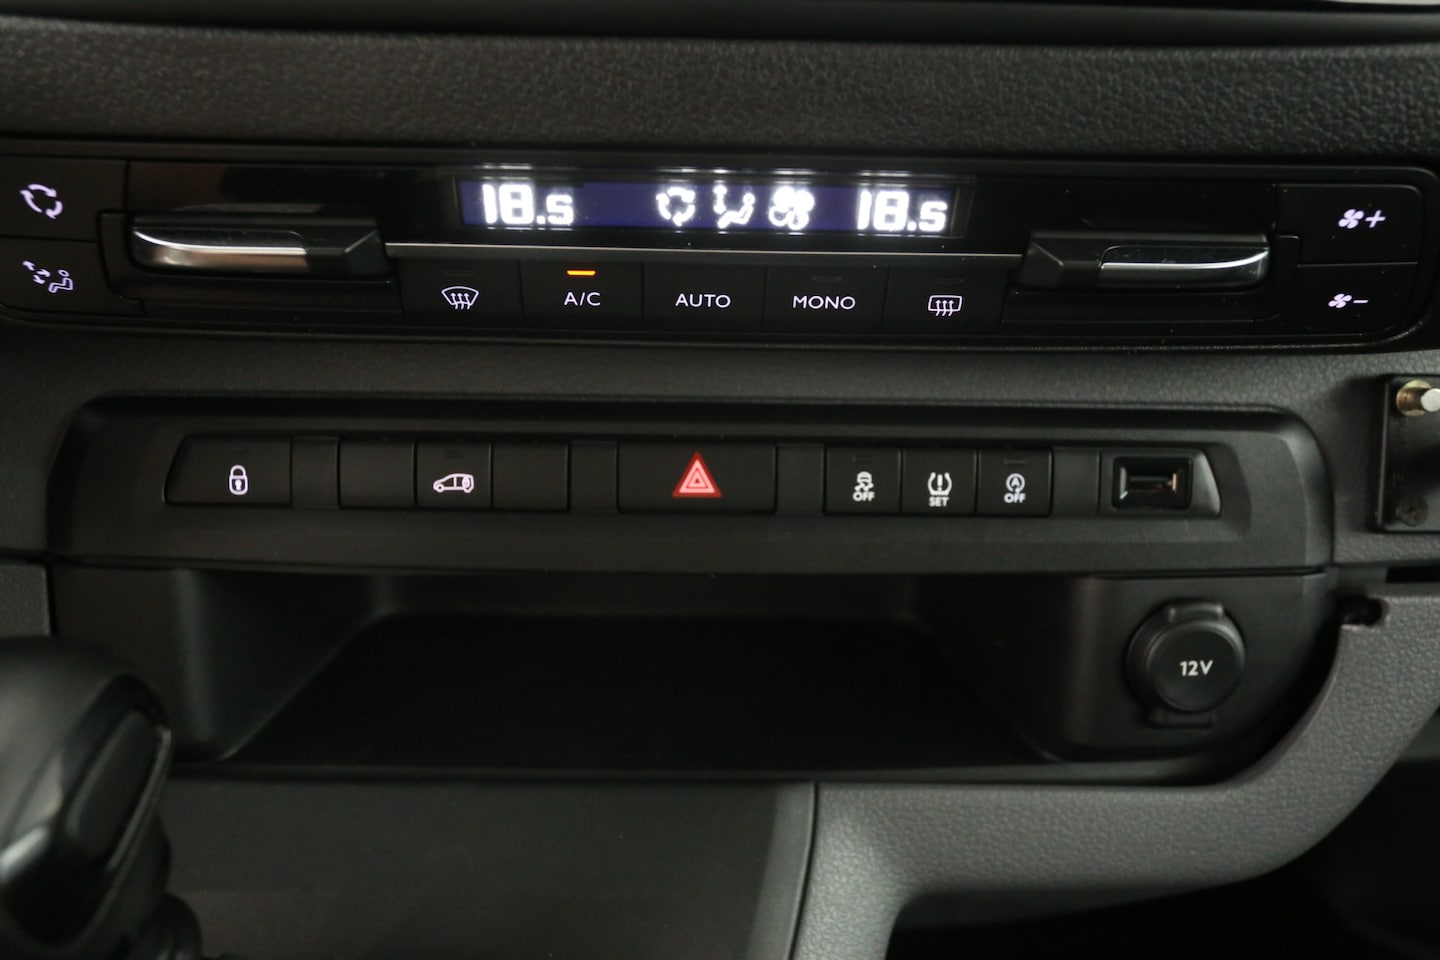 18.5 18.5
A/C AUTO MONO
OFF SET A OFF
12V